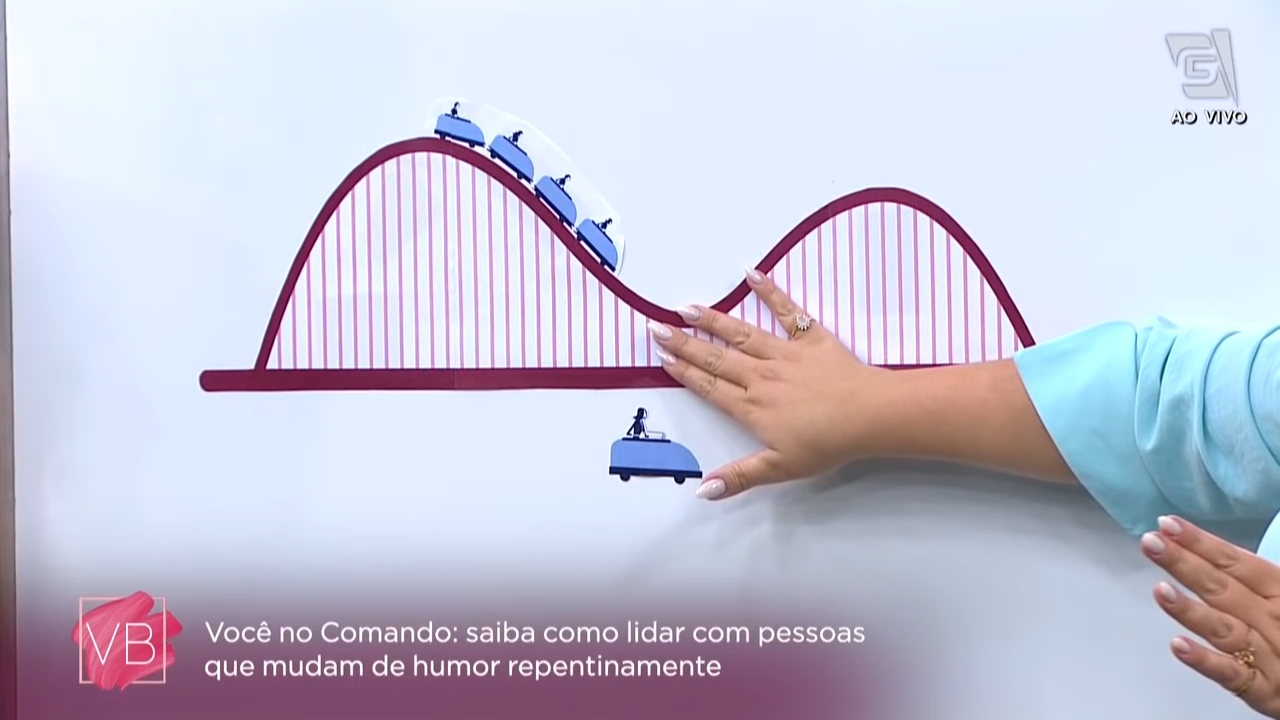 G
AO VIVO
VB
Você no Comando: saiba como lidar com pessoas
que mudam de humor repentinamente